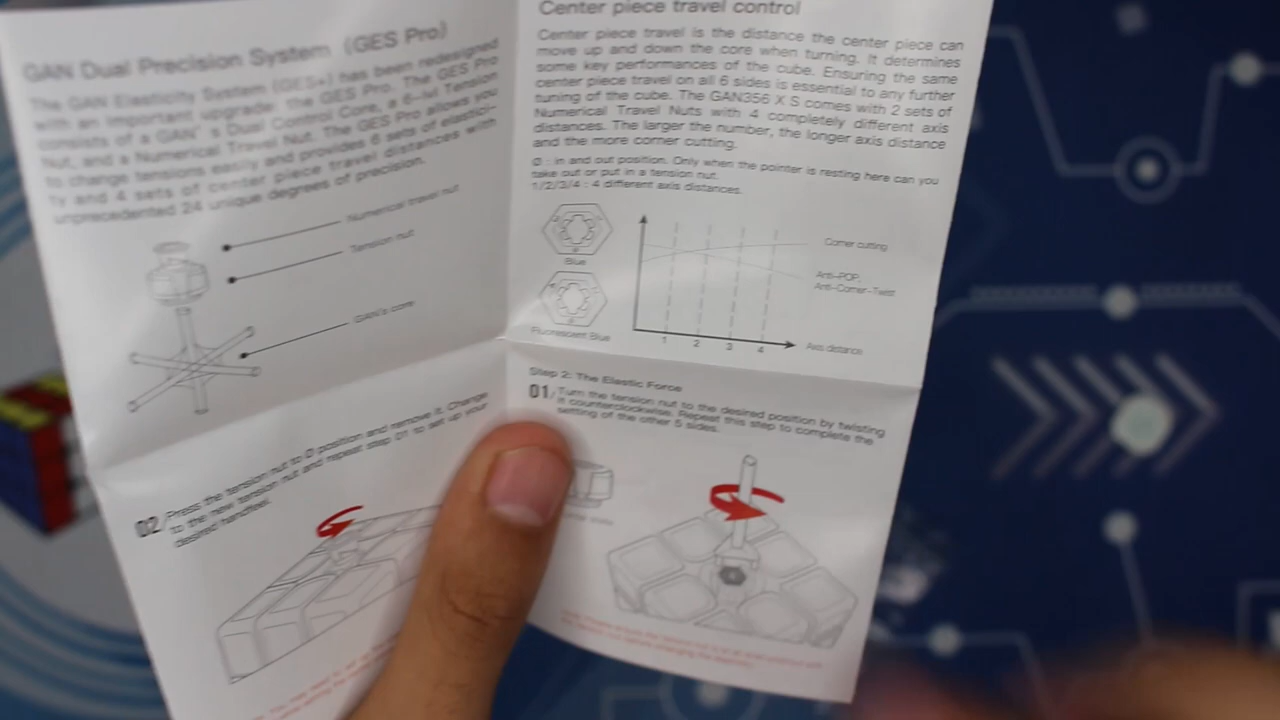 GAN Dual Precision System (GES Pro)
The GAN Elasticity System (GES+) has been redesigned
with an important upgrade the GES Pro. The GES Pro
consists of a GAN's Dual Control Core, a 6-lul Tension
Nut, and a Numerical Travel Nut. The GES Pro allows you
to change tensions easily and provides 6 sets of elastici-
ty and 4 sets of center piece travel distances with
unprecedented 24 unique degrees of precision.
Numerical travel nut
Tension nut
GAN's core
02 Press the tension nut to 0 position and remove it. Change
to the new tension nut and repeat step 01 to set up your
desired handfeel.
Center piece travel control
Center piece travel is the distance the center piece can
move up and down the core when turning. It determines
some key performances of the cube. Ensuring the same
center piece travel on all 6 sides is essential to any further
tuning of the cube. The GAN356 X S comes with 2 sets of
Numerical Travel Nuts with 4 completely different axis
distances. The larger the number, the longer axis distance
and the more corner cutting.
Ø : in and out position. Only when the pointer is resting here can you
take out or put in a tension nut.
1/2/3/4 : 4 different axis distances.
Blue
Fluorescent Blue
Corner cutting
Anti-POP,
Anti-Corner-Twist
1 2 3 4 Axis distance
Step 2: The Elastic Force
01/ Turn the tension nut to the desired position by twisting
it counterclockwise. Repeat this step to complete the
setting of the other 5 sides.